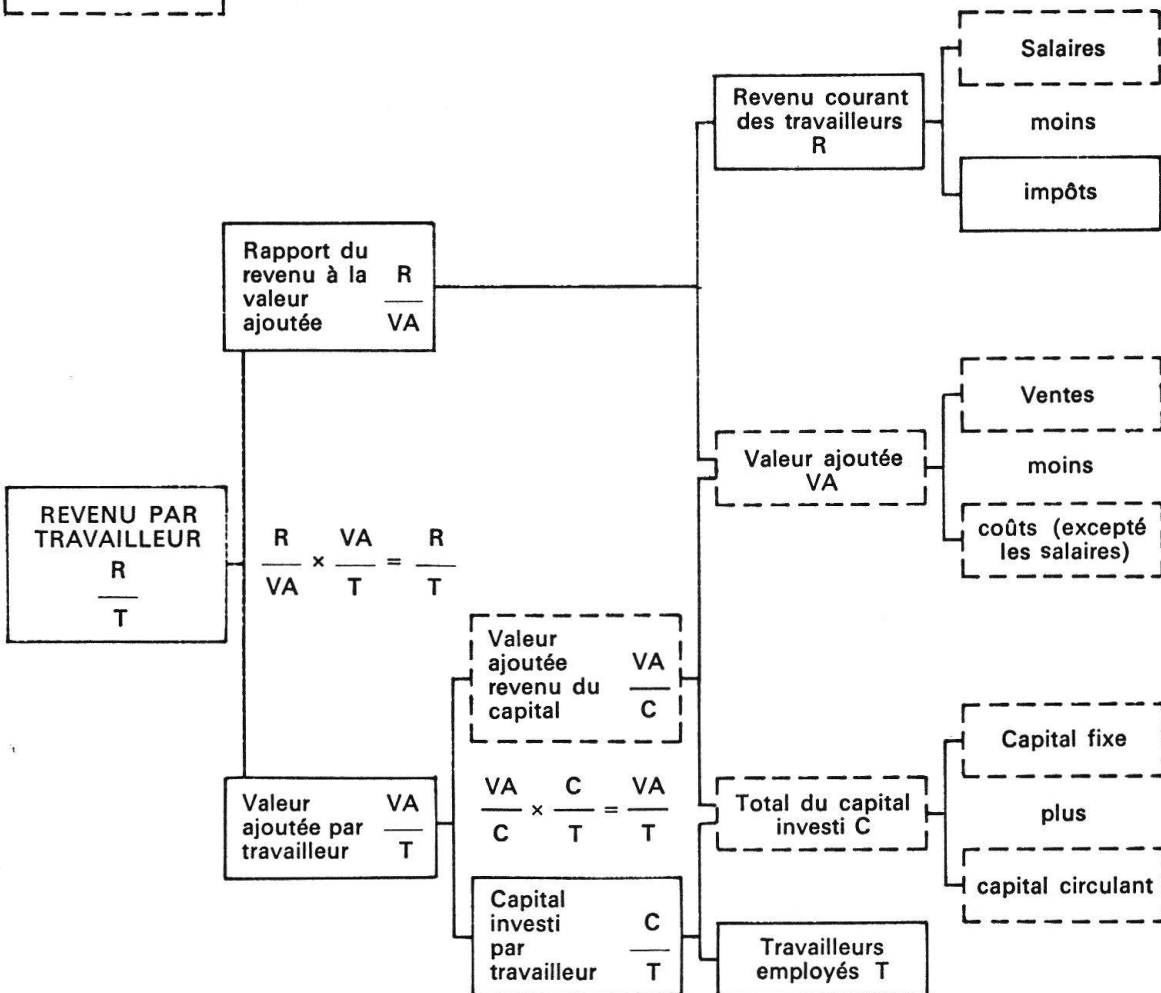 Salaires
Revenu courant
des travailleurs
R
moins
impôts
Rapport du
revenu à la
valeur
ajoutée
R
VA
Ventes
Valeur ajoutée
VA
moins
coûts (excepté
les salaires)
REVENU PAR
TRAVAILLEUR
R
T
R/VA × VA/T = R/T
Valeur
ajoutée
revenu du
capital
VA
C
Capital fixe
Valeur
ajoutée par
travailleur
VA
T
VA/C × C/T = VA/T
Total du capital
investi C
plus
capital circulant
Capital
investi
par
travailleur
C
T
Travailleurs
employés T